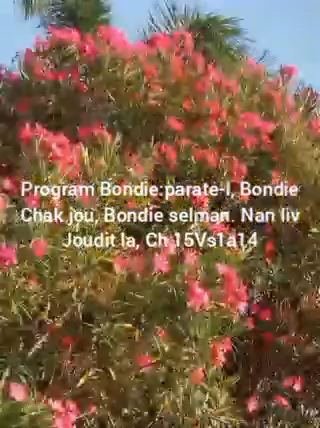 Program Bondie:parate-l, Bondie
Chak jou, Bondie selman. Nan liv
Joudit la, Ch 15Vs1a14